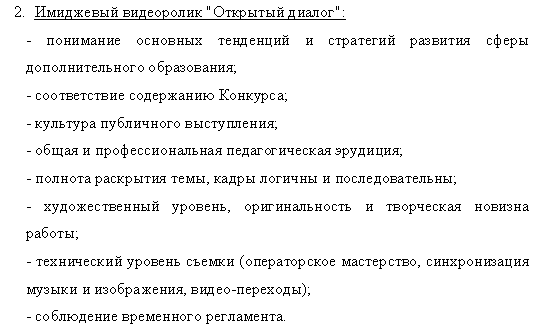 2. Имиджевый видеоролик "Открытый диалог":
- понимание основных тенденций и стратегий развития сферы
дополнительного образования;
- соответствие содержанию Конкурса;
- культура публичного выступления;
- общая и профессиональная педагогическая эрудиция;
- полнота раскрытия темы, кадры логичны и последовательны;
- художественный уровень, оригинальность и творческая новизна
работы;
- технический уровень съемки (операторское мастерство, синхронизация
музыки и изображения, видео-переходы);
- соблюдение временного регламента.